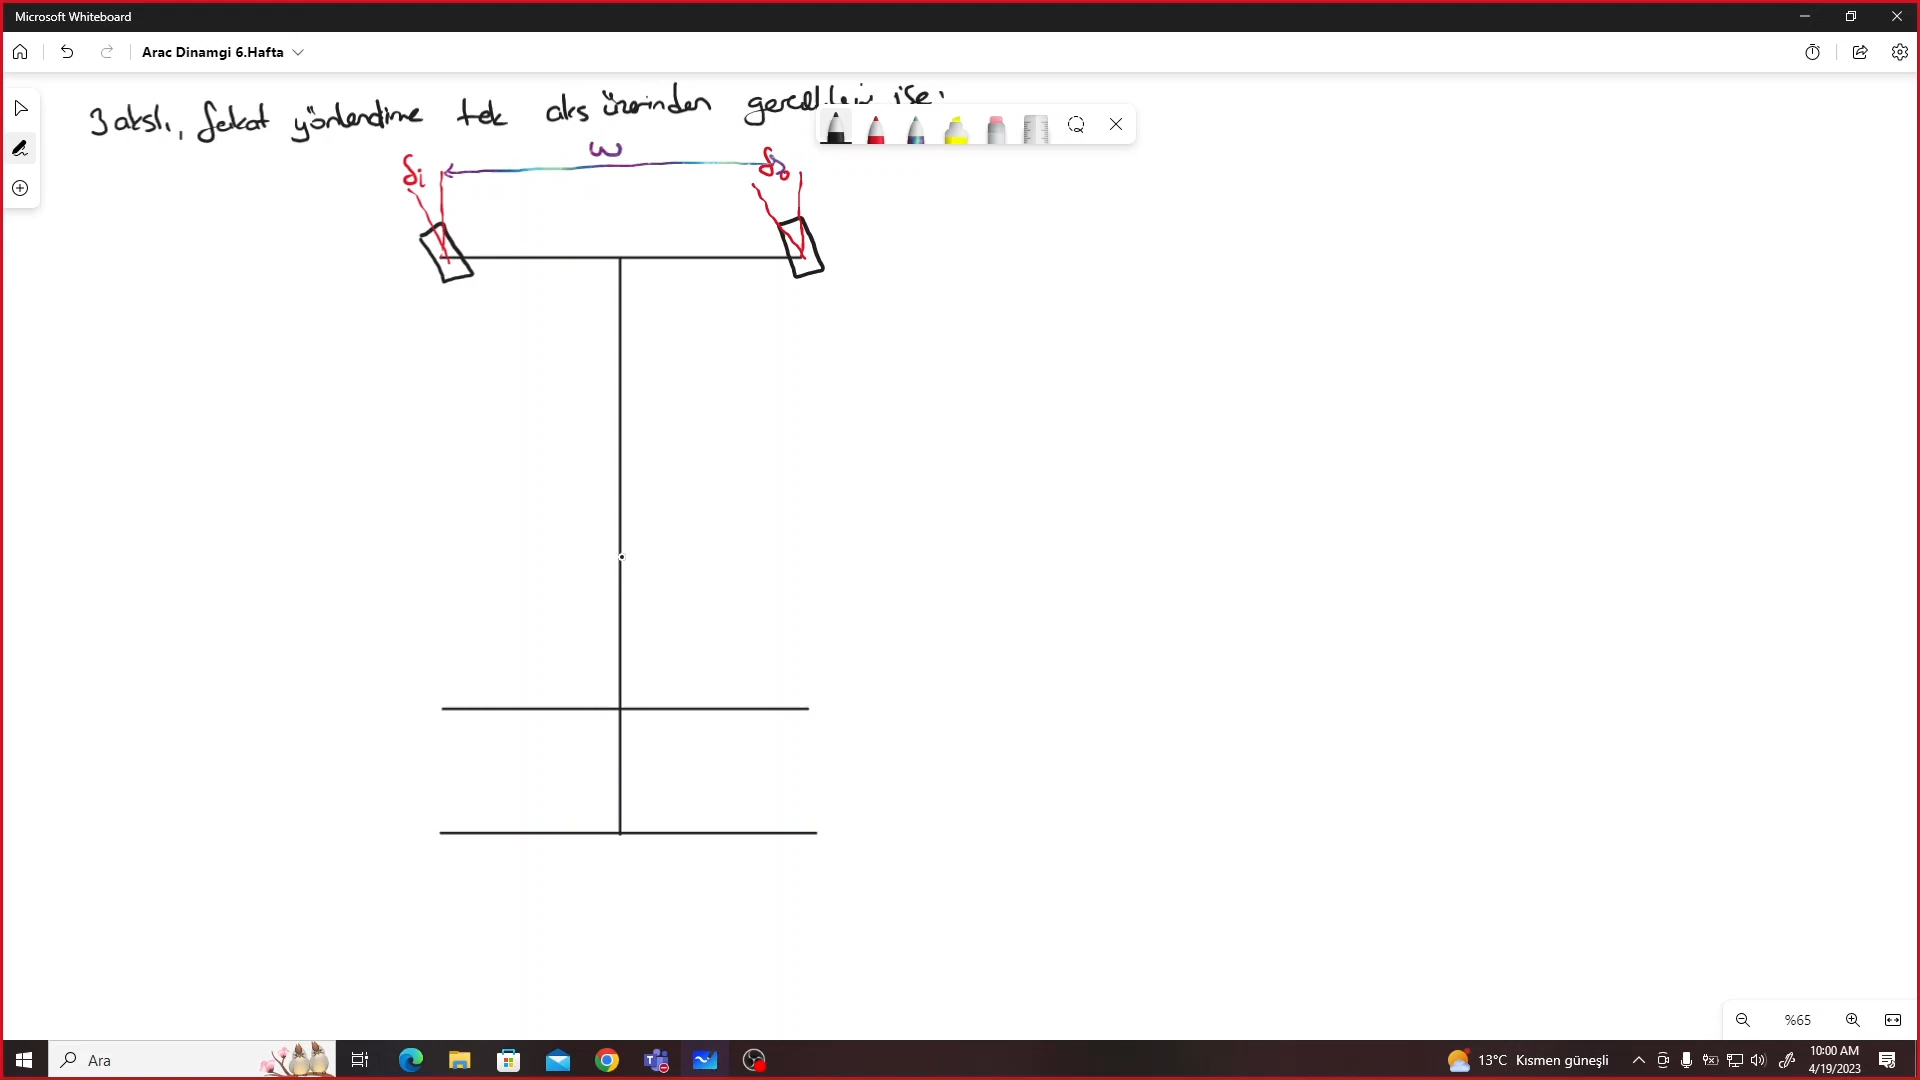 Microsoft Whiteboard
Arac Dinamgi 6.Hafta
3 akslı, fakat yönlendirme tek aks üzerinden ise;
w
δi
δo
%65
Ara
13°C Kısmen güneşli
10:00 AM
4/19/2023